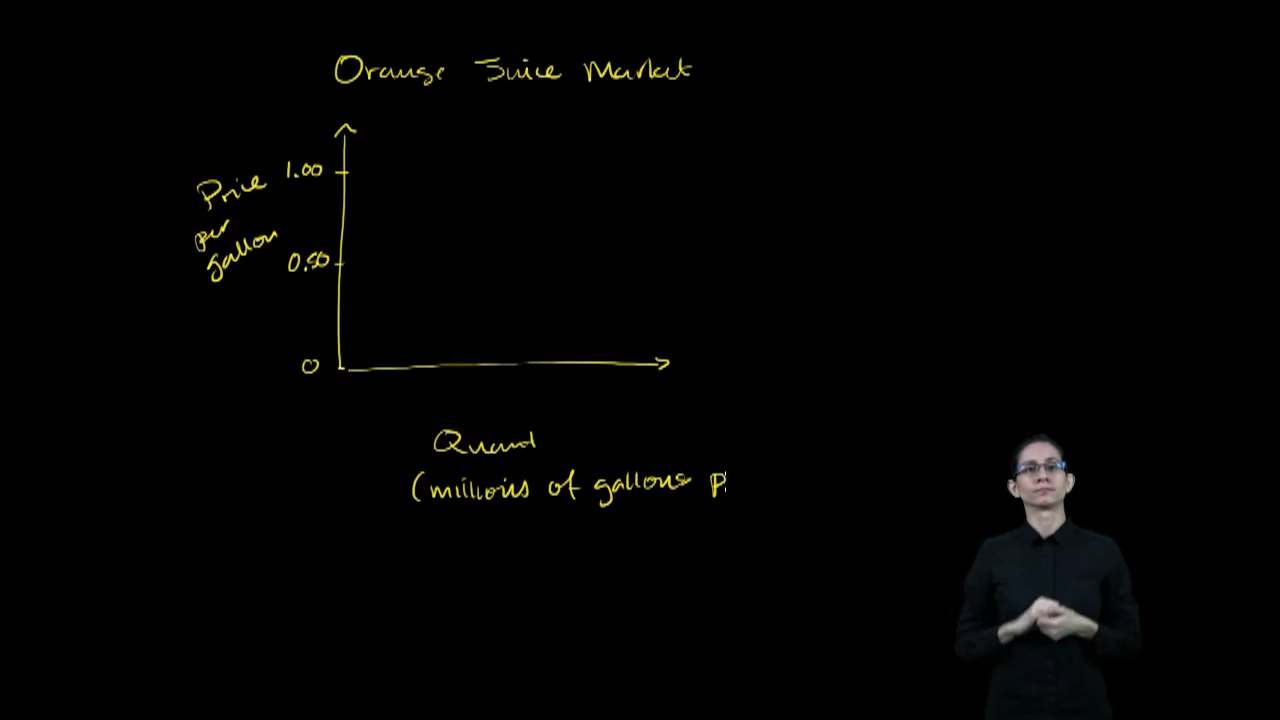 Orange Juice Market
1.00
Price
per
gallon
0.50
0
Quant
(millions of gallons p